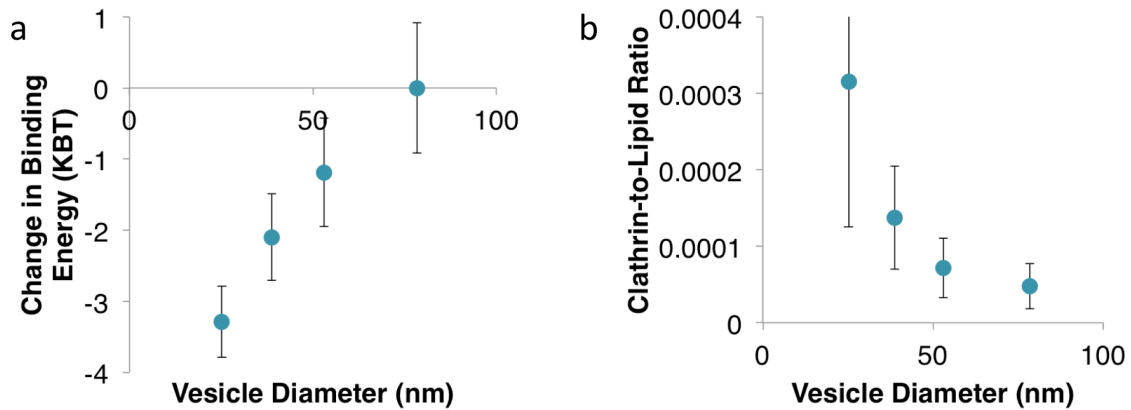 a
1
0
-1
-2
-3
-4
0
50
100
Change in Binding
Energy (KBT)
Vesicle Diameter (nm)
b
0.0004
0.0003
0.0002
0.0001
0
0
50
100
Clathrin-to-Lipid Ratio
Vesicle Diameter (nm)